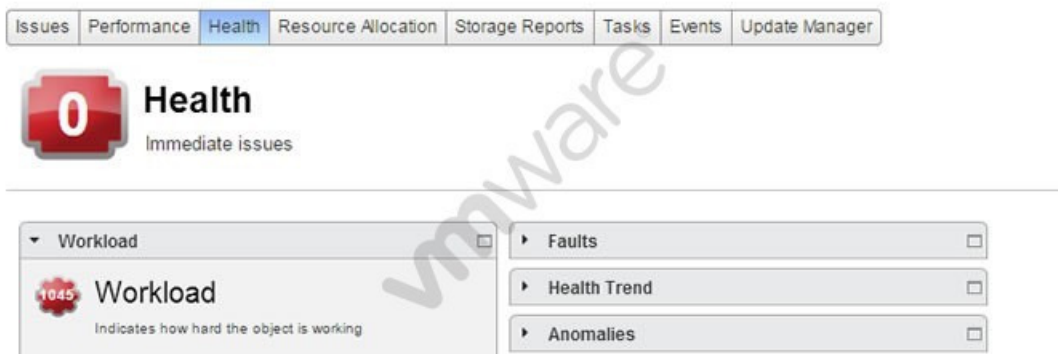 Issues Performance Health Resource Allocation Storage Reports Tasks Events Update Manager
0
Health
Immediate issues
vmware
Workload
1045
Workload
Indicates how hard the object is working
Faults
Health Trend
Anomalies